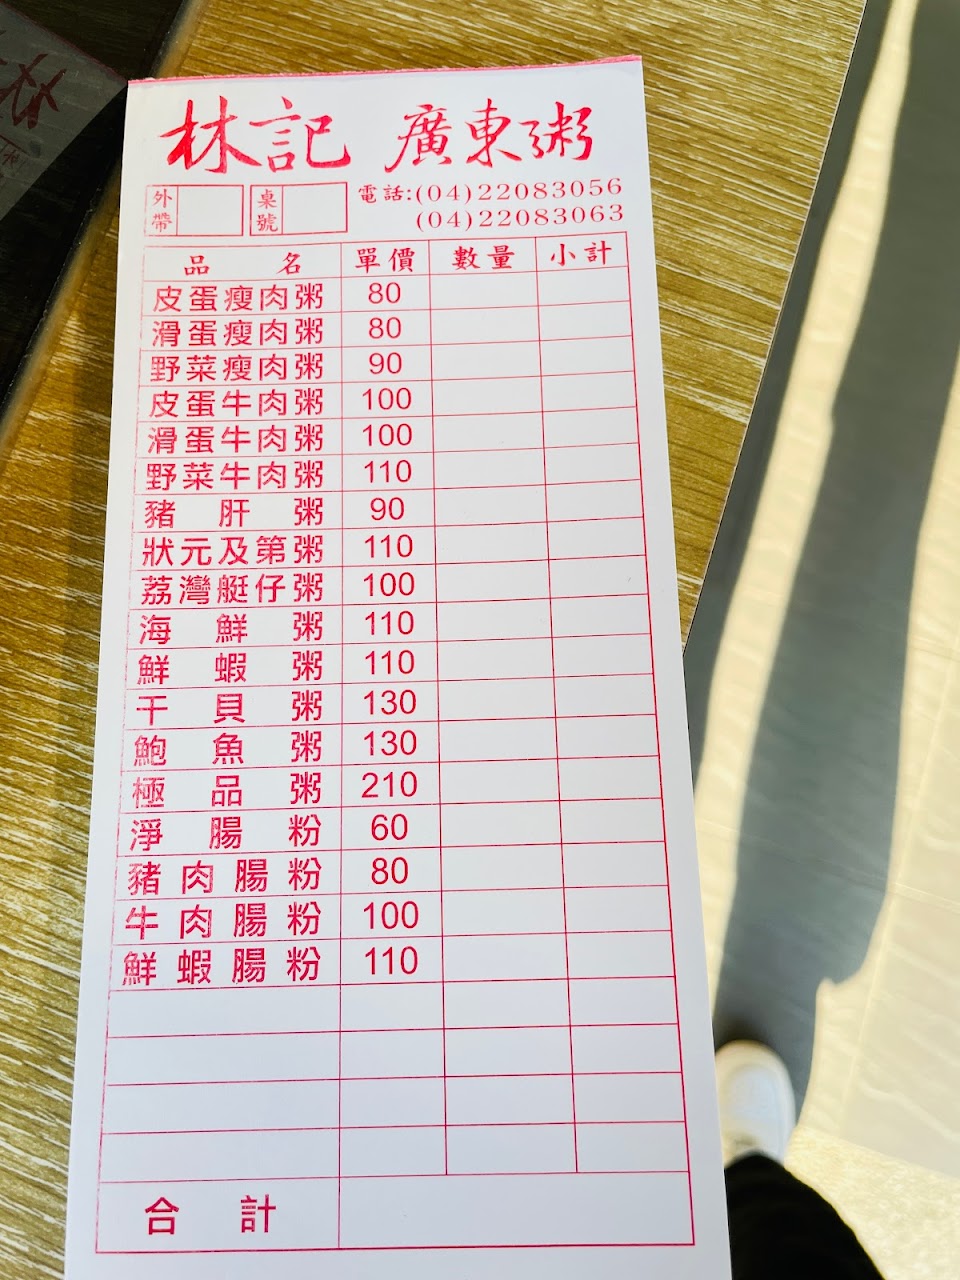 林記 廣東粥
外帶 桌號 電話:(04)22083056
(04)22083063
品名 單價 數量 小計
皮蛋瘦肉粥 80
滑蛋瘦肉粥 80
野菜瘦肉粥 90
皮蛋牛肉粥 100
滑蛋牛肉粥 100
野菜牛肉粥 110
豬肝粥 90
狀元及第粥 110
荔灣艇仔粥 100
海鮮粥 110
鮮蝦粥 110
干貝粥 130
鮑魚粥 130
極品粥 210
淨腸粉 60
豬肉腸粉 80
牛肉腸粉 100
鮮蝦腸粉 110
合計